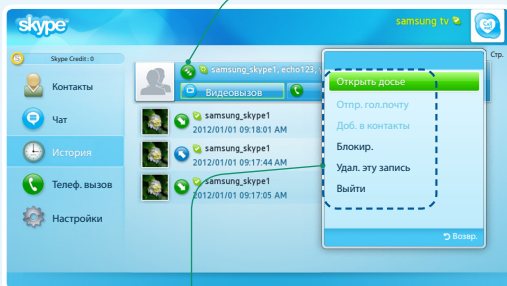 skype
samsung tv
Skype Credit : 0
Стр.
samsung_skype1, echo123,
Видеовызов
Контакты
Чат
История
Телеф. вызов
Настройки
samsung_skype1
2012/01/01 09:18:01 AM
samsung_skype1
2012/01/01 09:17:44 AM
samsung_skype1
2012/01/01 09:17:05 AM
Открыть досье
Отпр. гол.почту
Доб. в контакты
Блокир.
Удал. эту запись
Выйти
Возвр.